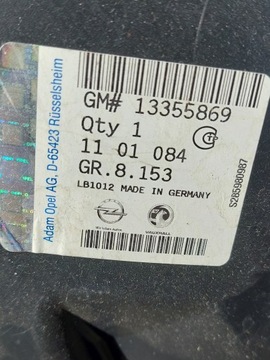 GM# 13355869
Qty 1
11 01 084
GR.8.153
LB1012 MADE IN GERMANY
VAUXHALL
Adam Opel AG, D-65423 Rüsselsheim
S285980987